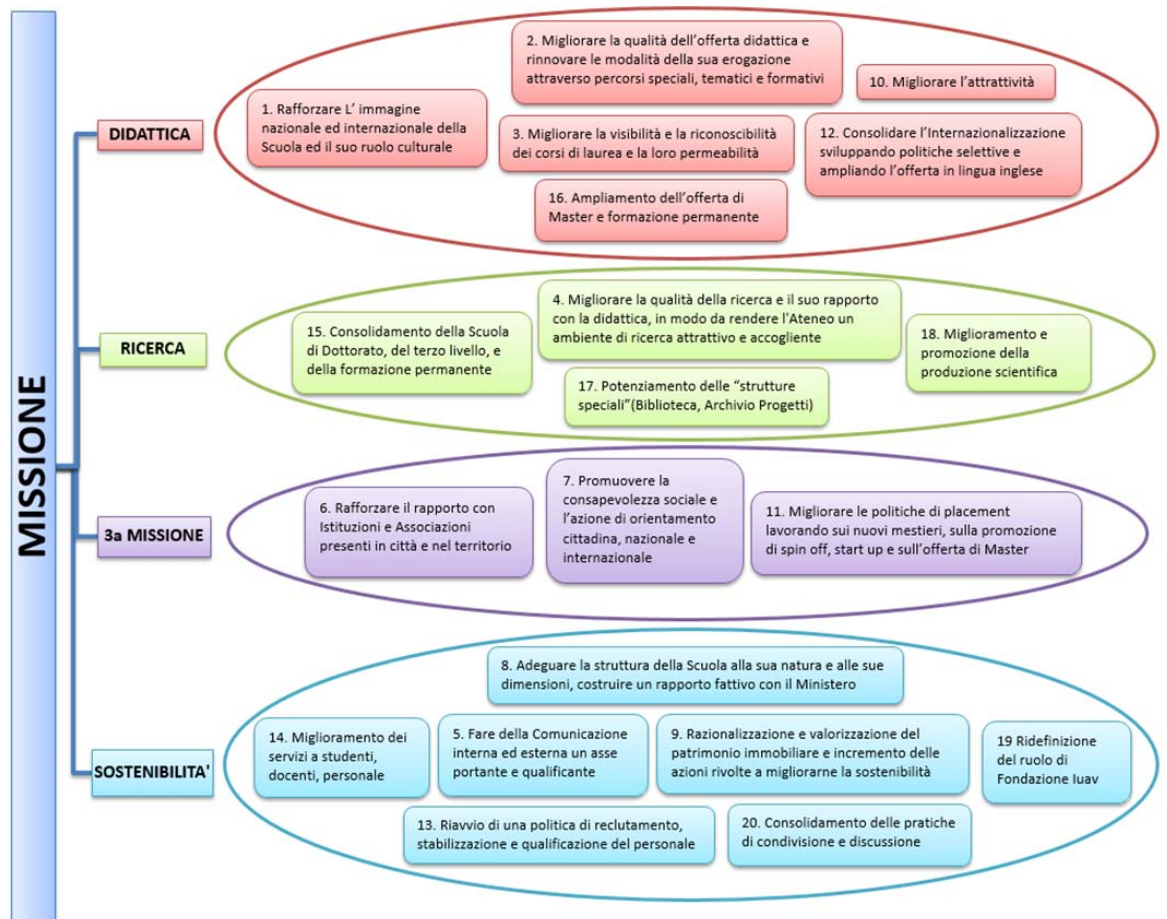 MISSIONE
DIDATTICA
1. Rafforzare L' immagine
nazionale ed internazionale della
Scuola ed il suo ruolo culturale
2. Migliorare la qualità dell'offerta didattica e
rinnovare le modalità della sua erogazione
attraverso percorsi speciali, tematici e formativi
10. Migliorare l'attrattività
3. Migliorare la visibilità e la riconoscibilità
dei corsi di laurea e la loro permeabilità
12. Consolidare l'Internazionalizzazione
sviluppando politiche selettive e
ampliando l'offerta in lingua inglese
16. Ampliamento dell'offerta di
Master e formazione permanente
RICERCA
15. Consolidamento della Scuola
di Dottorato, del terzo livello, e
della formazione permanente
4. Migliorare la qualità della ricerca e il suo rapporto
con la didattica, in modo da rendere l'Ateneo un
ambiente di ricerca attrattivo e accogliente
18. Miglioramento e
promozione della
produzione scientifica
17. Potenziamento delle "strutture
speciali"(Biblioteca, Archivio Progetti)
3a MISSIONE
6. Rafforzare il rapporto con
Istituzioni e Associazioni
presenti in città e nel territorio
7. Promuovere la
consapevolezza sociale e
l'azione di orientamento
cittadina, nazionale e
internazionale
11. Migliorare le politiche di placement
lavorando sui nuovi mestieri, sulla promozione
di spin off, start up e sull'offerta di Master
SOSTENIBILITA'
8. Adeguare la struttura della Scuola alla sua natura e alle sue
dimensioni, costruire un rapporto fattivo con il Ministero
14. Miglioramento dei
servizi a studenti,
docenti, personale
5. Fare della Comunicazione
interna ed esterna un asse
portante e qualificante
9. Razionalizzazione e valorizzazione del
patrimonio immobiliare e incremento delle
azioni rivolte a migliorarne la sostenibilità
19 Ridefinizione
del ruolo di
Fondazione Iuav
13. Riavvio di una politica di reclutamento,
stabilizzazione e qualificazione del personale
20. Consolidamento delle pratiche
di condivisione e discussione